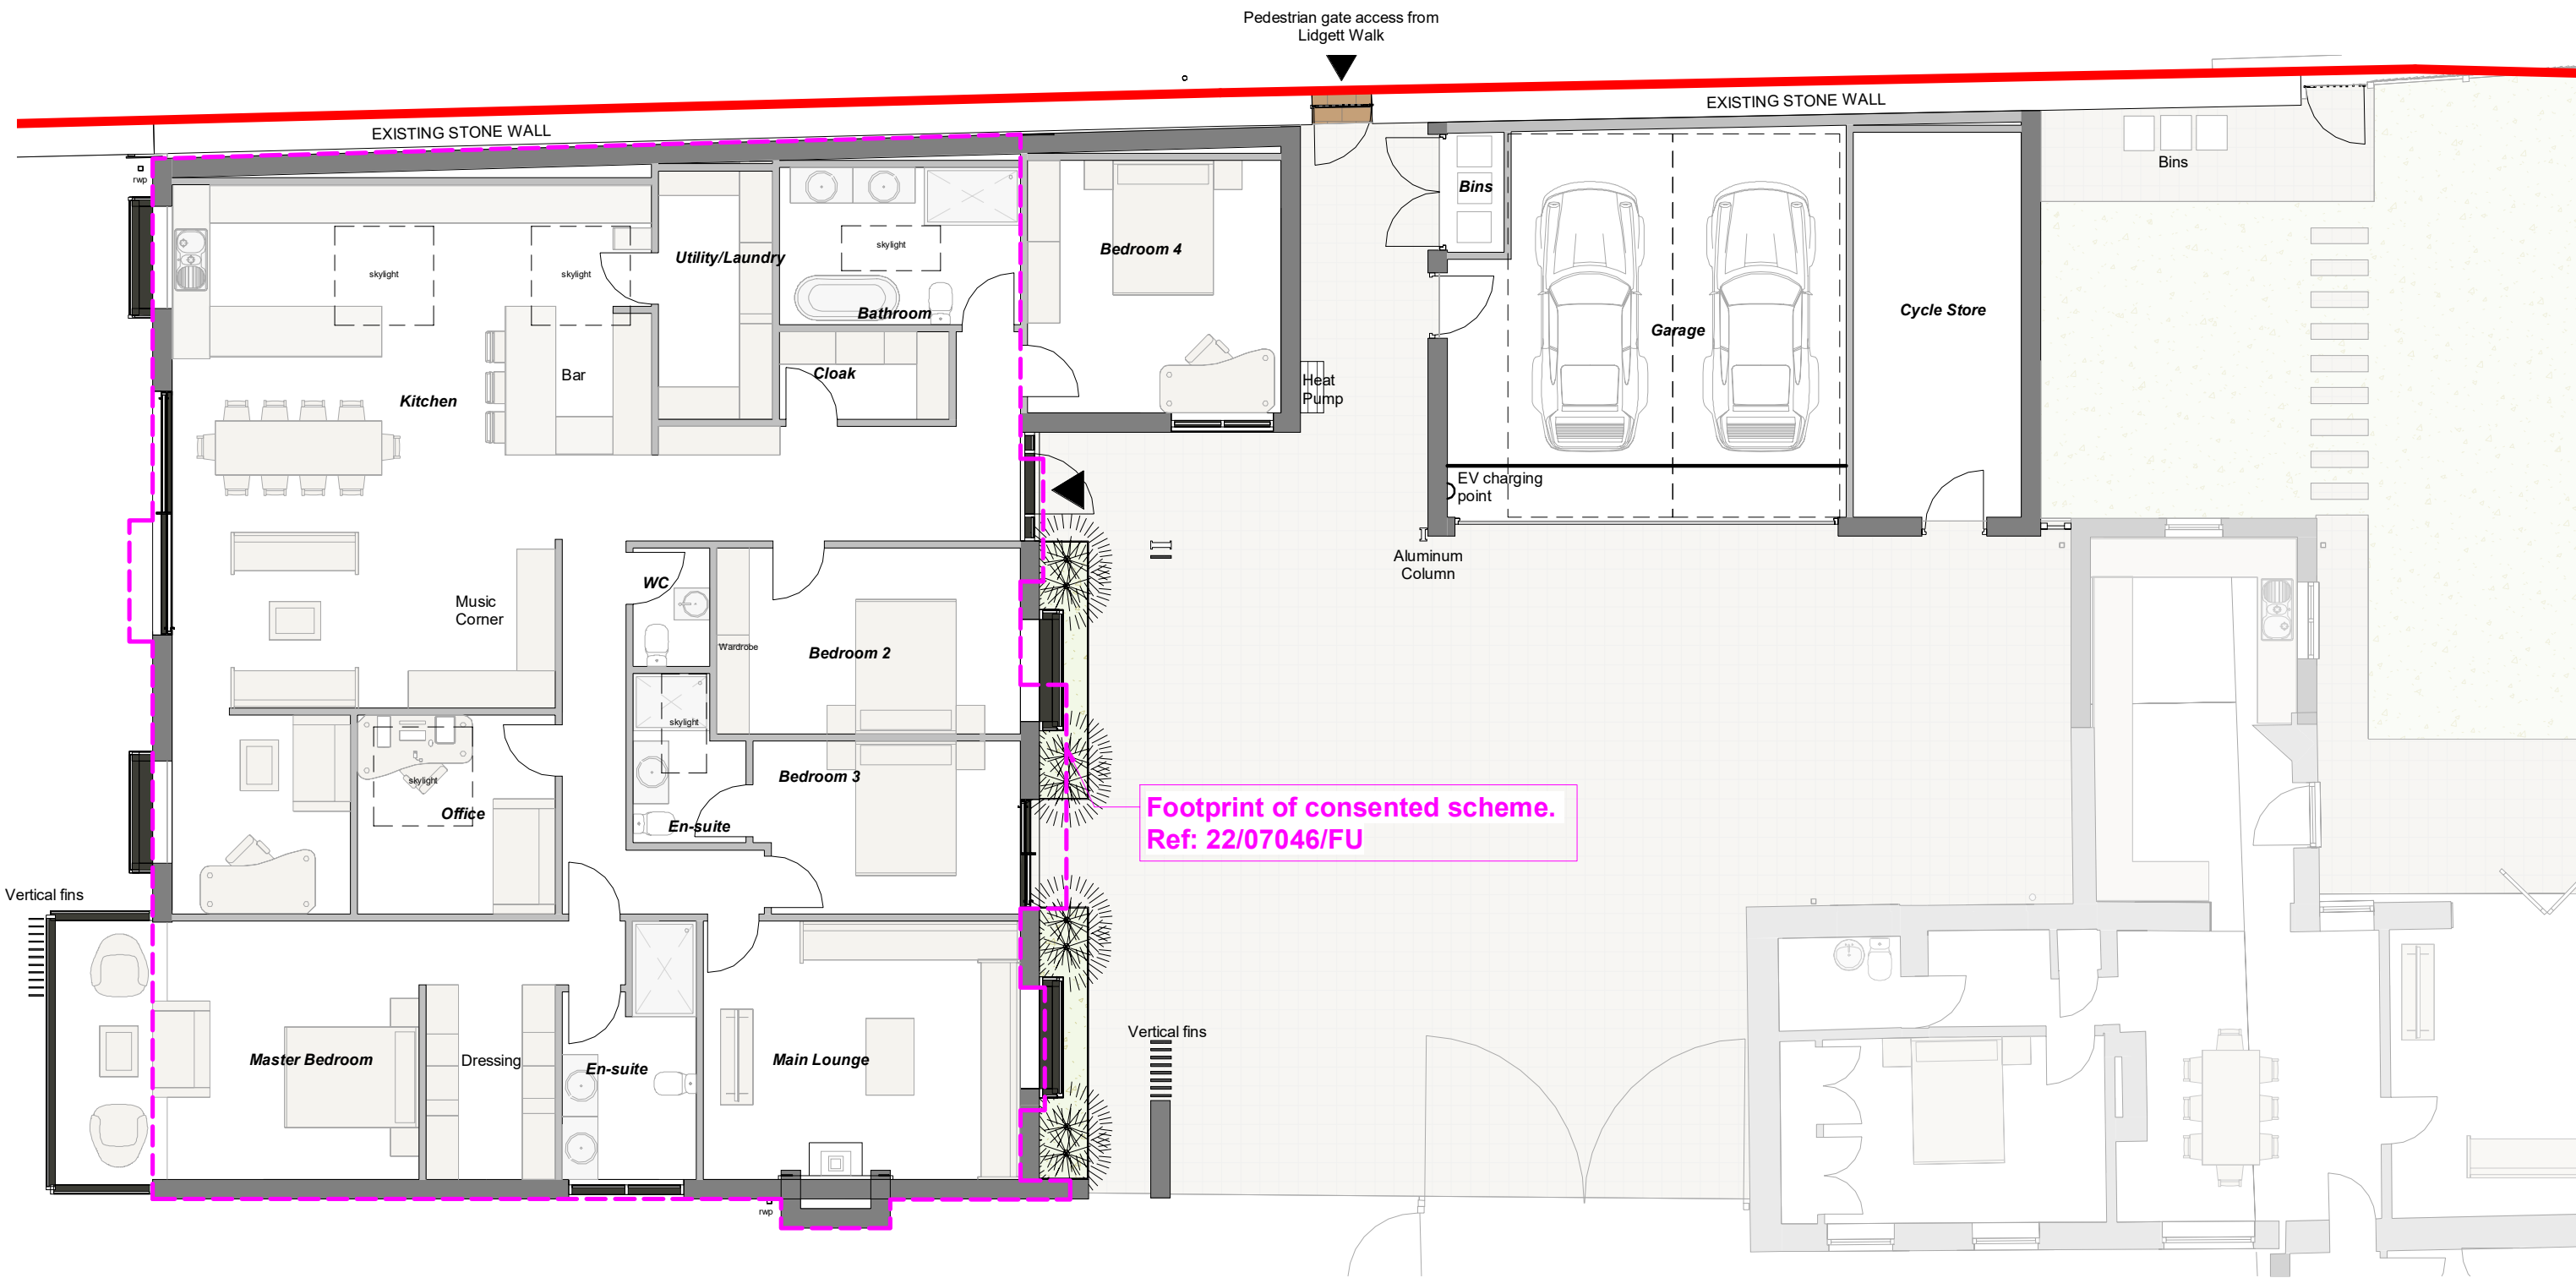 Pedestrian gate access from
Lidgett Walk
EXISTING STONE WALL
EXISTING STONE WALL
rwp
Bins
Bins
skylight
skylight
Utility/Laundry
skylight
Bedroom 4
Bathroom
Cycle Store
Garage
Bar
Cloak
Heat
Pump
Kitchen
EV charging
point
Aluminum
Column
WC
Music
Corner
Wardrobe
Bedroom 2
skylight
Bedroom 3
skylight
Office
En-suite
Footprint of consented scheme.
Ref: 22/07046/FU
Vertical fins
Vertical fins
Master Bedroom
Dressing
En-suite
Main Lounge
rwp